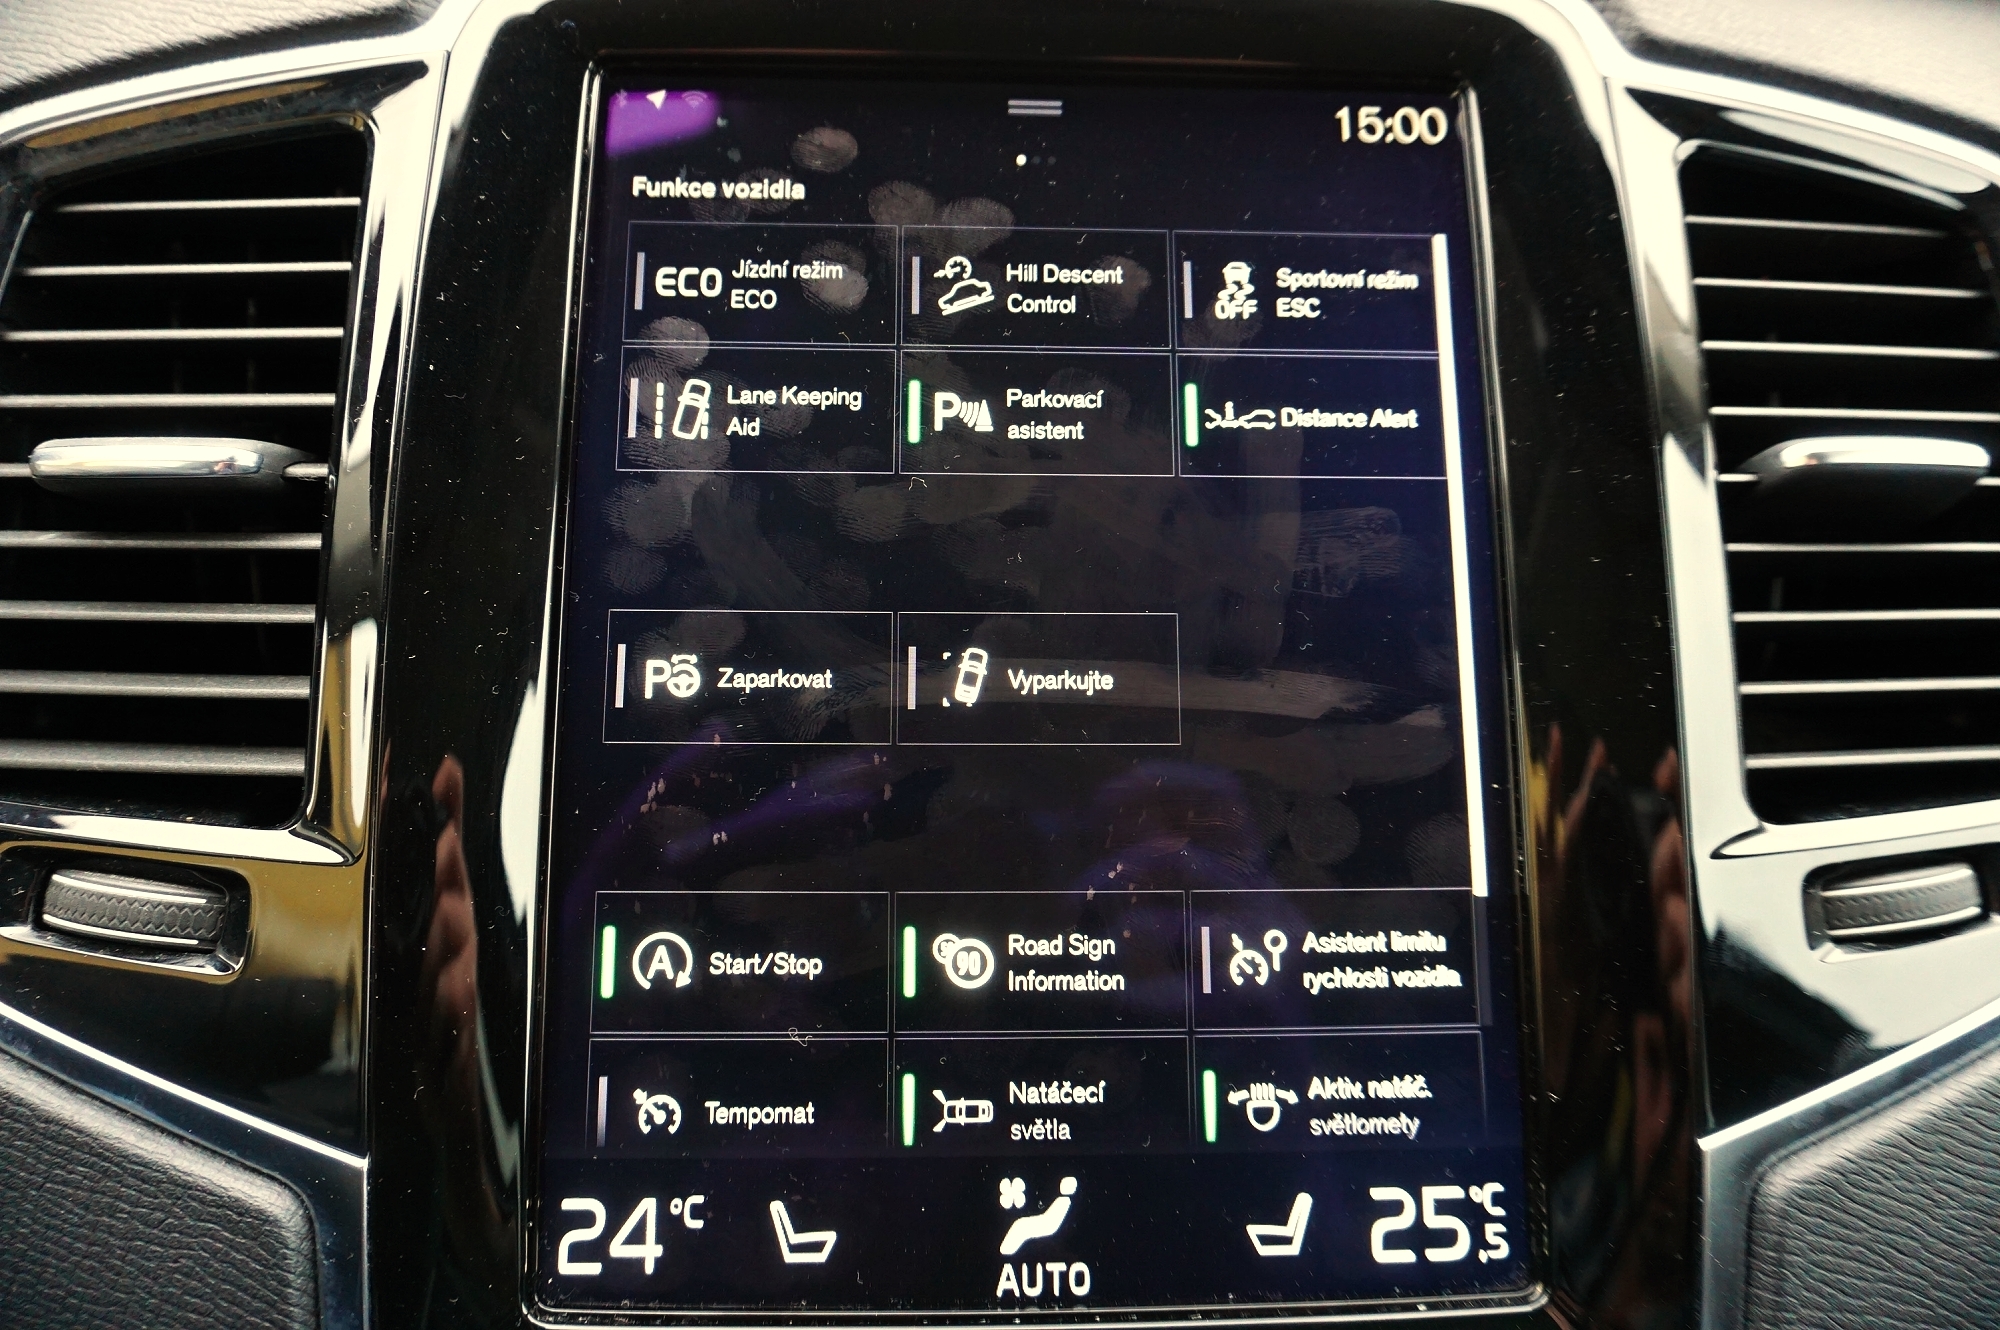 15:00
Funkce vozidla
ECO Jízdní režim
ECO
Hill Descent
Control
OFF
Sportovní režim
ESC
Lane Keeping
Aid
P Parkovací
asistent
Distance Alert
P Zaparkovat
Vyparkujte
A Start/Stop
90 Road Sign
Information
Asistent limitu
rychlosti vozidla
Tempomat
Natáčecí
světla
Aktiv. natáč.
světlomety
24 °C
AUTO
25,5 °C